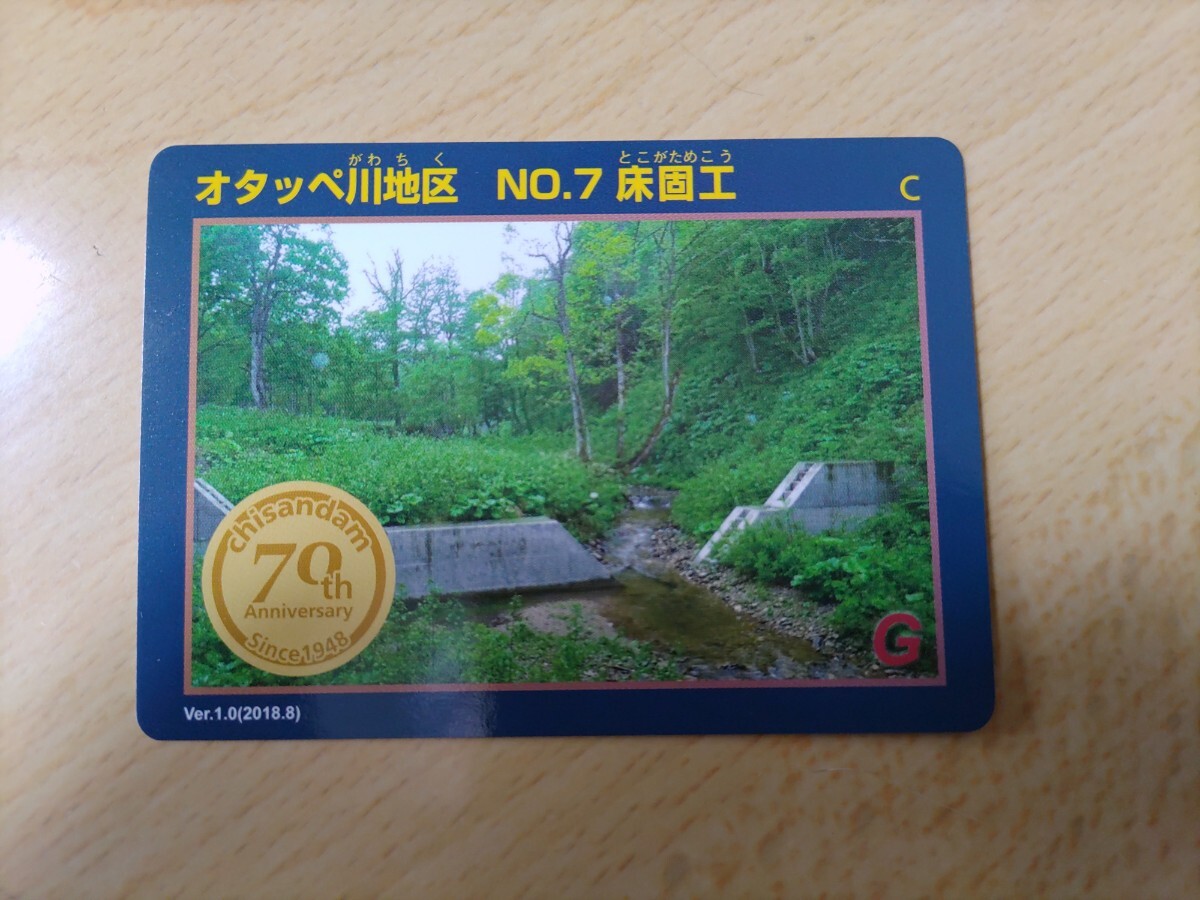 がわちく とこがためこう
オタッペ川地区 NO.7 床固工 C
chisandam
70th
Anniversary
Since1948
G
Ver.1.0(2018.8)